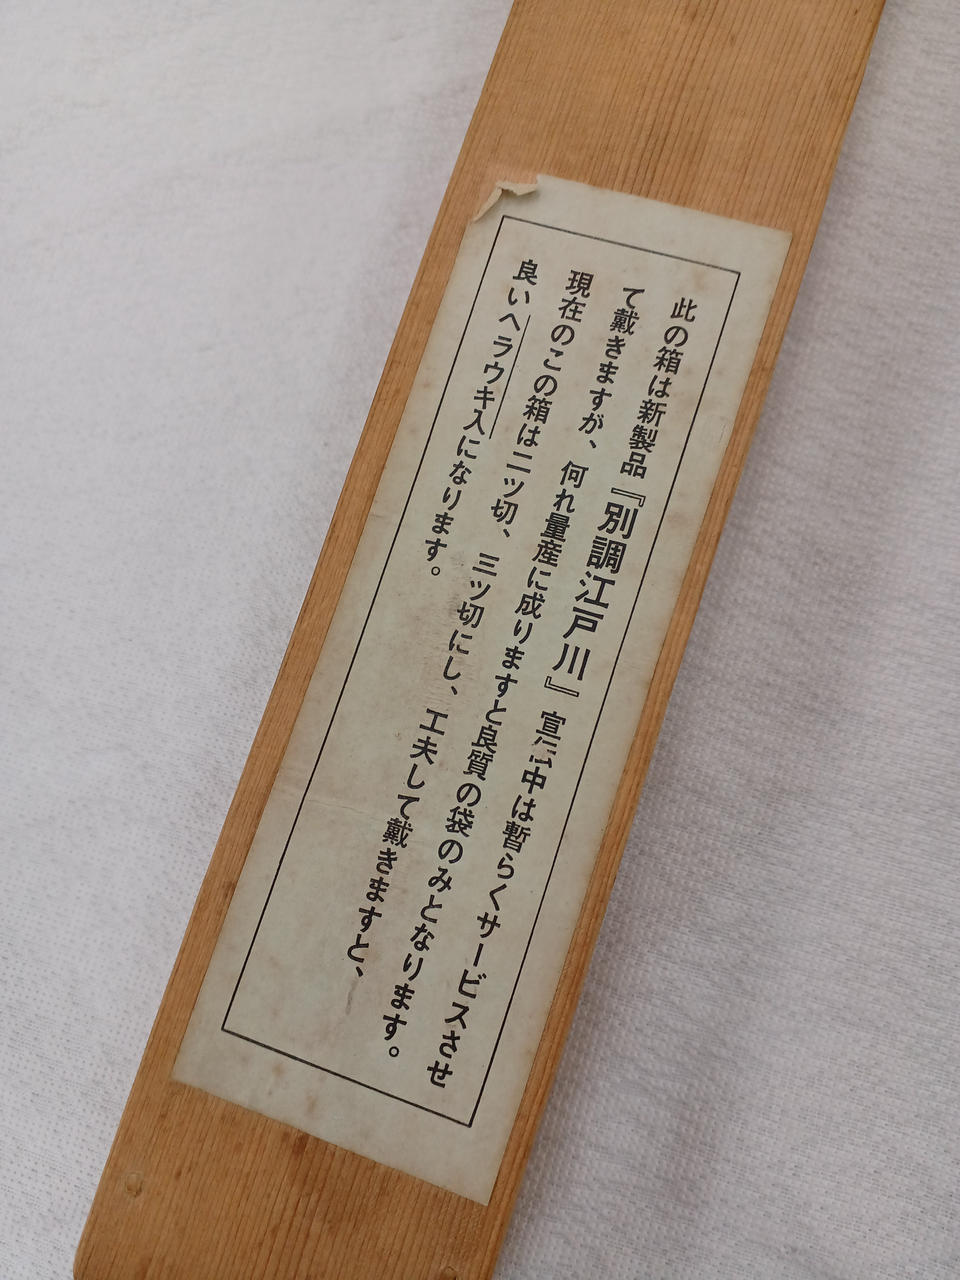 此の箱は新製品『別調江戸川』宣伝中は暫らくサービスさせ
て戴きますが、何れ量産に成りますと良質の袋のみとなります。
現在のこの箱は二ツ切、三ツ切にし、工夫して戴きますと、
良いヘラウキ入になります。